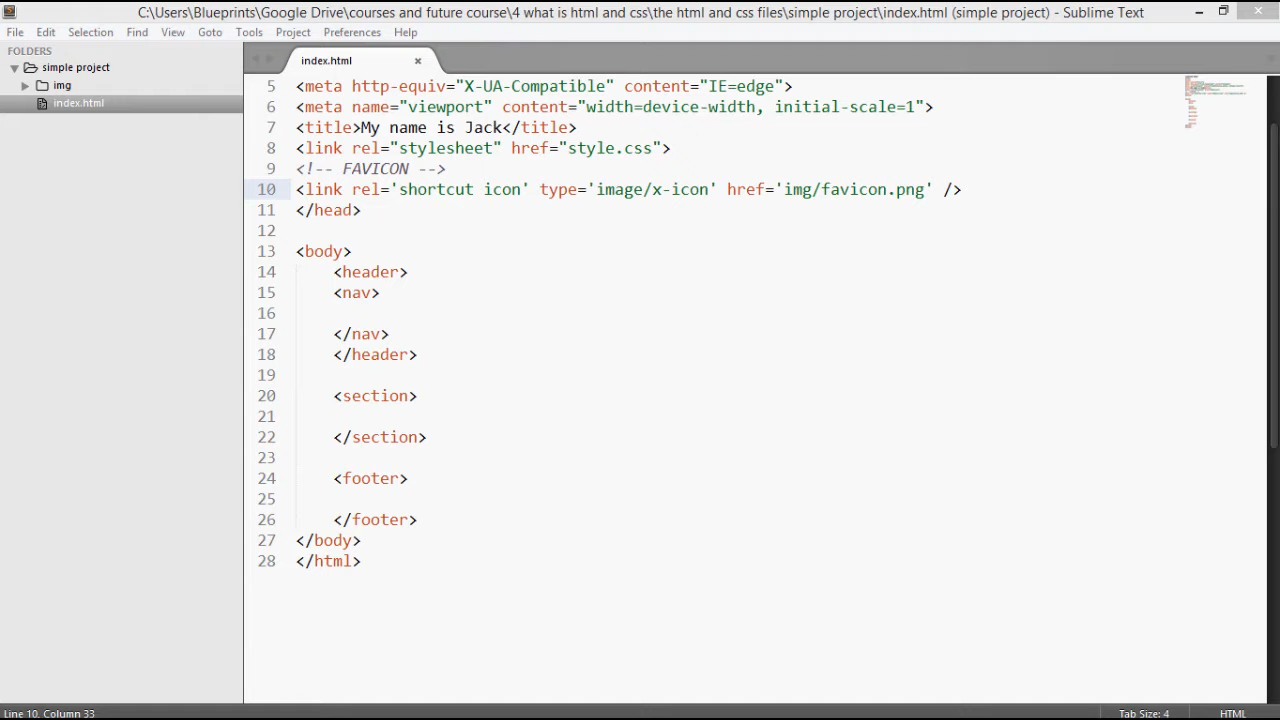 C:\Users\Blueprints\Google Drive\courses and future course\4 what is html and css\the html and css files\simple project\index.html (simple project) - Sublime Text
File Edit Selection Find View Goto Tools Project Preferences Help
FOLDERS
simple project
img
index.html
index.html
5 <meta http-equiv="X-UA-Compatible" content="IE=edge">
6 <meta name="viewport" content="width=device-width, initial-scale=1">
7 <title>My name is Jack</title>
8 <link rel="stylesheet" href="style.css">
9 <!-- FAVICON -->
10 <link rel='shortcut icon' type='image/x-icon' href='img/favicon.png' />
11 </head>
12
13 <body>
14 <header>
15 <nav>
16
17 </nav>
18 </header>
19
20 <section>
21
22 </section>
23
24 <footer>
25
26 </footer>
27 </body>
28 </html>
Line 10, Column 33 Tab Size: 4 HTML